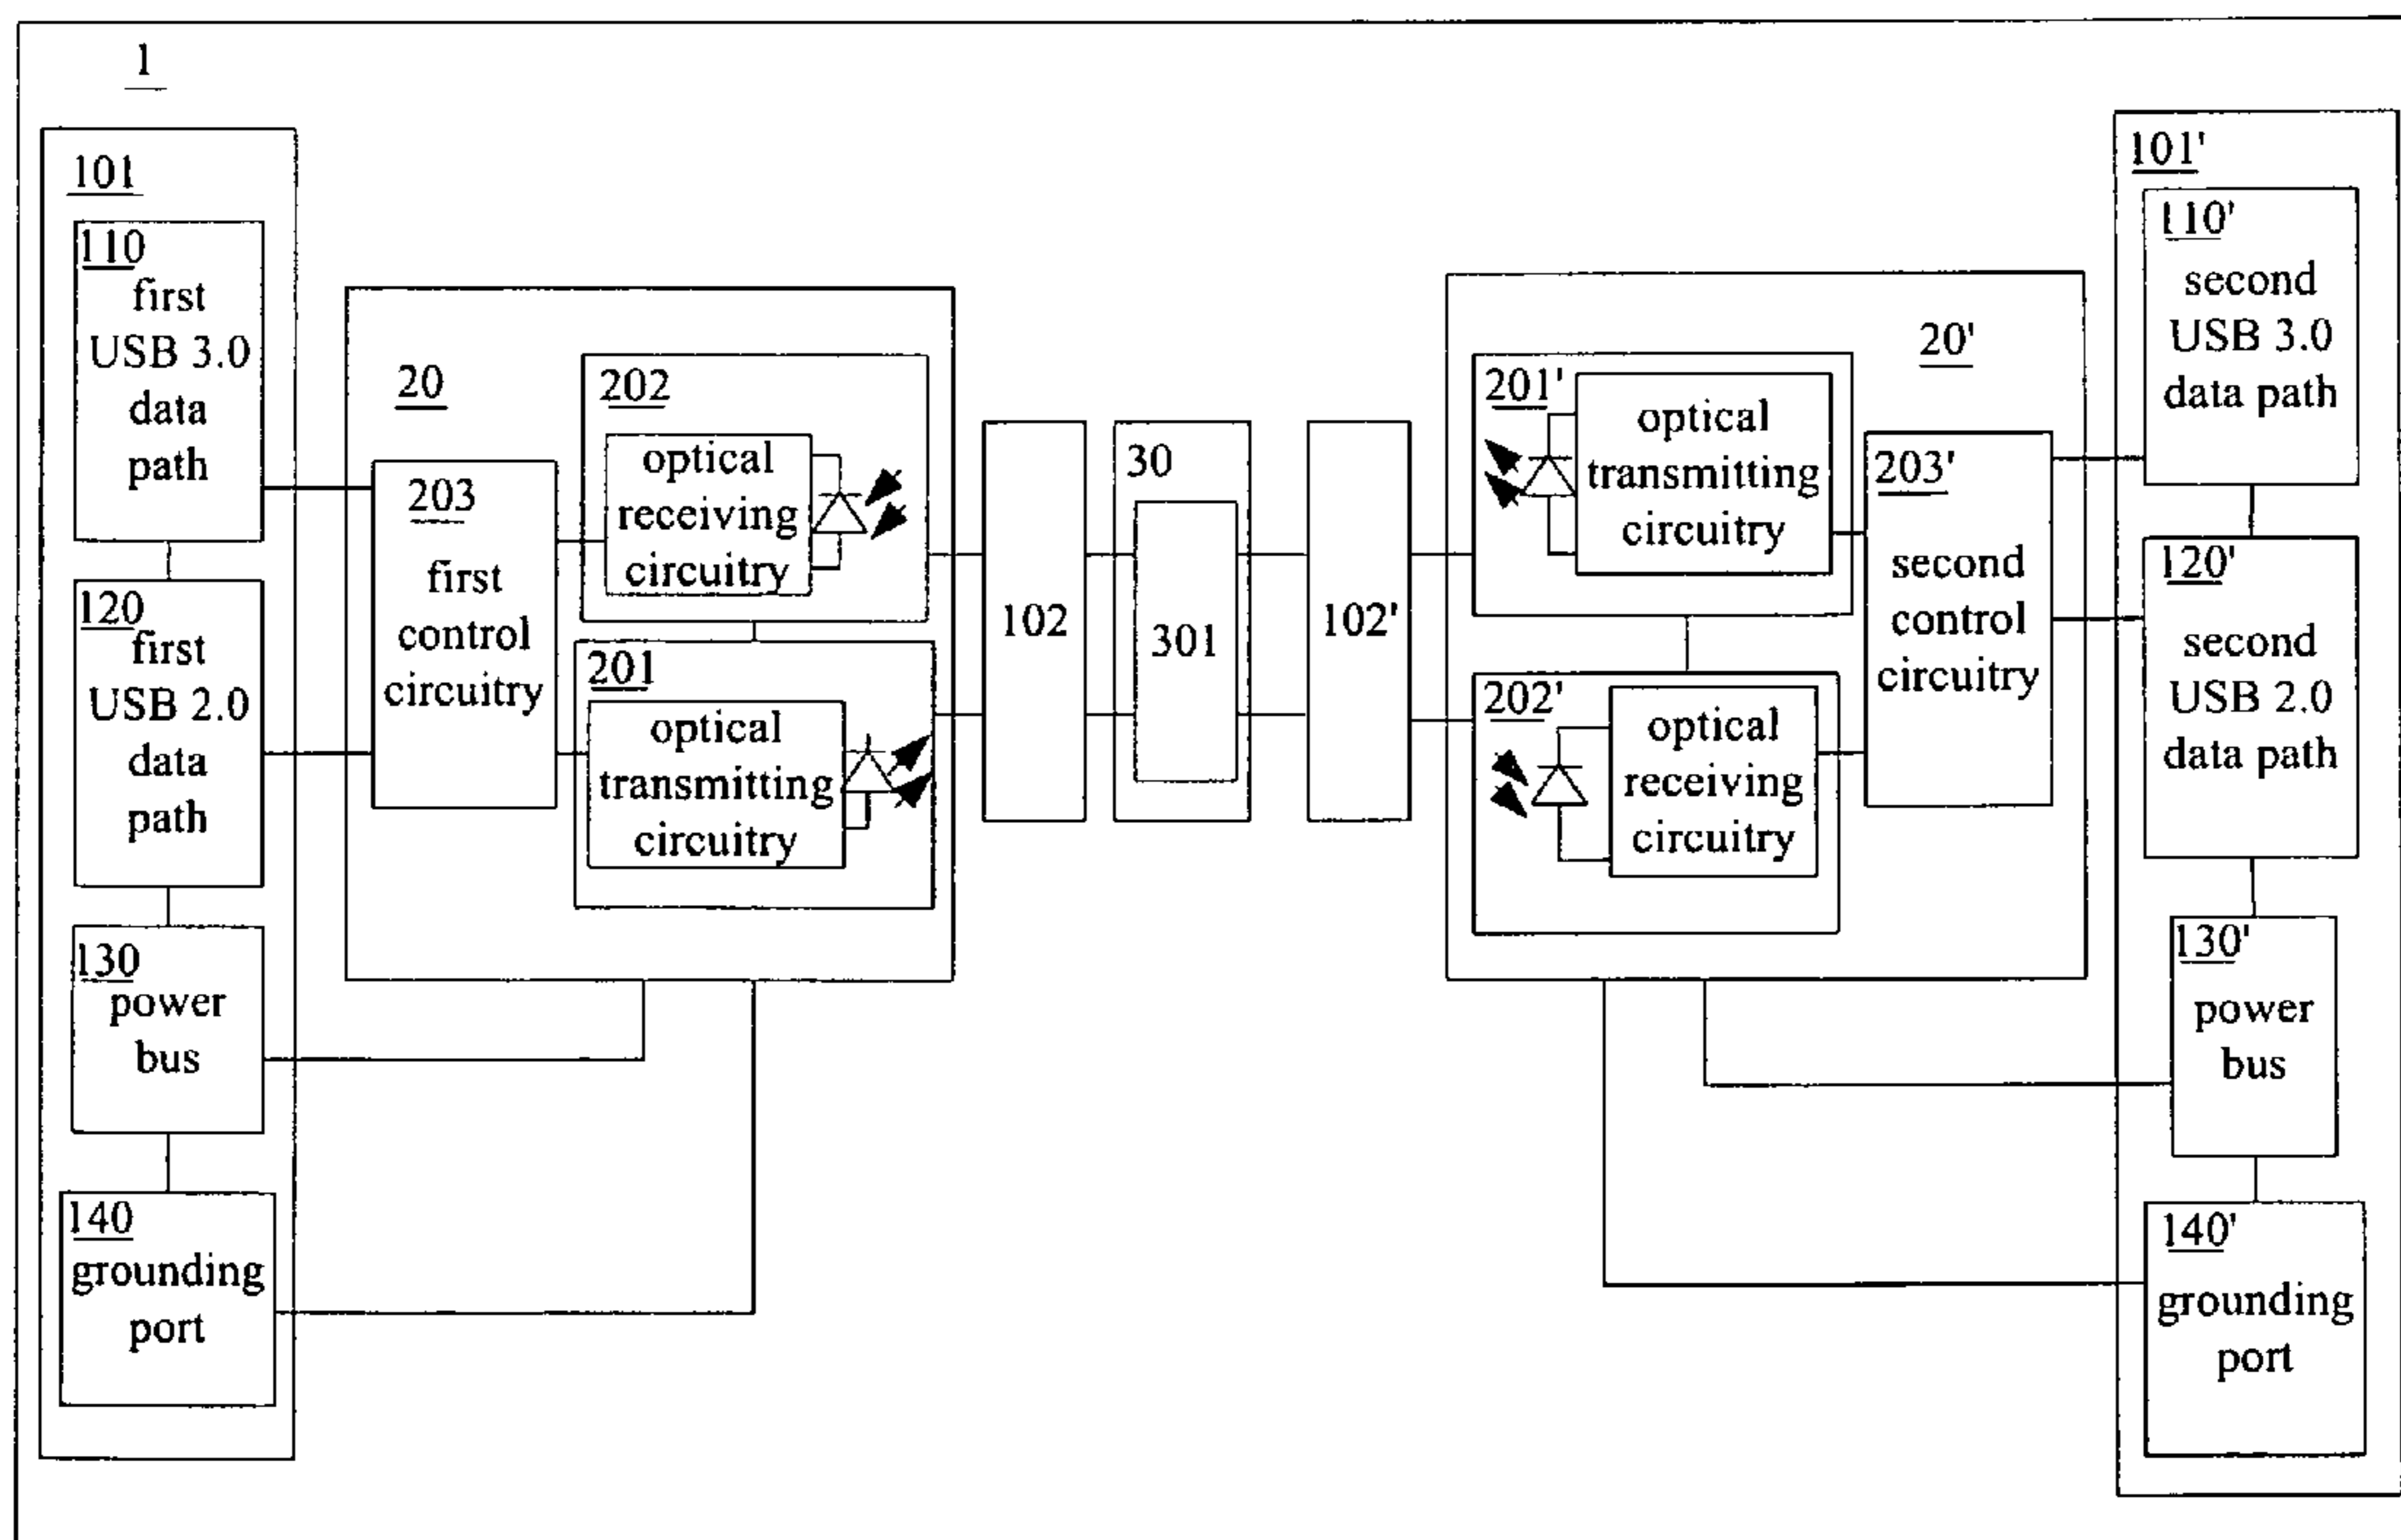 1
101
110
first
USB 3.0
data
path
120
first
USB 2.0
data
path
130
power
bus
140
grounding
port
20
203
first
control
circuitry
202
optical
receiving
circuitry
201
optical
transmitting
circuitry
102
30
301
102'
20'
201'
optical
transmitting
circuitry
202'
optical
receiving
circuitry
203'
second
control
circuitry
101'
110'
second
USB 3.0
data path
120'
second
USB 2.0
data path
130'
power
bus
140'
grounding
port